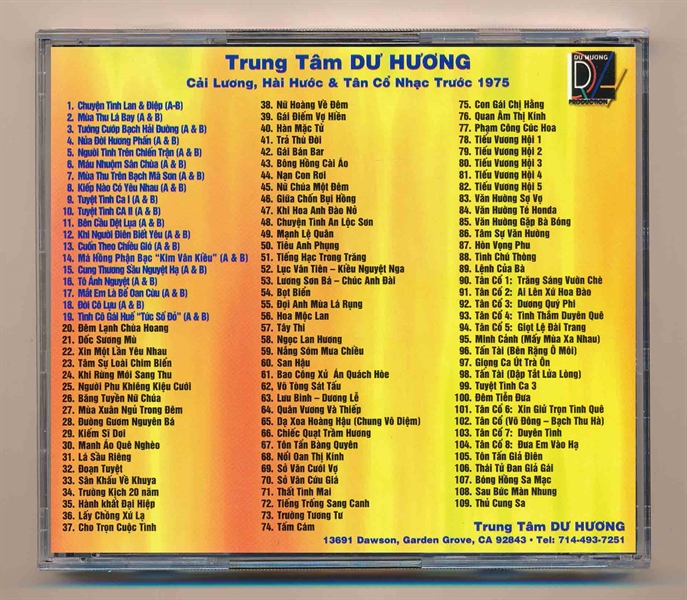 Trung Tâm DƯ HƯƠNG
Cải Lương, Hài Hước & Tân Cổ Nhạc Trước 1975
DƯ HƯƠNG
PRODUCTION
1. Chuyện Tình Lan & Điệp (A-B)
2. Mùa Thu Lá Bay (A & B)
3. Tướng Cướp Bạch Hải Đường (A & B)
4. Nửa Đời Hương Phấn (A & B)
5. Người Tình Trên Chiến Trận (A & B)
6. Máu Nhuộm Sân Chùa (A & B)
7. Mùa Thu Trên Bạch Mã Sơn (A & B)
8. Kiếp Nào Có Yêu Nhau (A & B)
9. Tuyệt Tình Ca I (A & B)
10. Tuyệt Tình CA II (A & B)
11. Bên Cầu Dệt Lụa (A & B)
12. Khi Người Điên Biết Yêu (A & B)
13. Cuốn Theo Chiều Gió (A & B)
14. Má Hồng Phận Bạc "Kim Vân Kiều" (A & B)
15. Cung Thương Sầu Nguyệt Hạ (A & B)
16. Tô Ánh Nguyệt (A & B)
17. Mắt Em Là Bể Oan Cừu (A & B)
18. Đời Cô Lựu (A & B)
19. Tình Cô Gái Huế "Tức Số Đỏ" (A & B)
20. Đêm Lạnh Chùa Hoang
21. Dốc Sương Mù
22. Xin Một Lần Yêu Nhau
23. Tâm Sự Loài Chim Biển
24. Khi Rừng Mới Sang Thu
25. Người Phu Khiêng Kiệu Cưới
26. Băng Tuyền Nữ Chúa
27. Mùa Xuân Ngủ Trong Đêm
28. Đường Gươm Nguyên Bá
29. Kiếm Sĩ Dơi
30. Manh Áo Quê Nghèo
31. Lá Sầu Riêng
32. Đoạn Tuyệt
33. Sân Khấu Về Khuya
34. Trường Kịch 20 năm
35. Hành khất Đại Hiệp
36. Lấy Chồng Xứ Lạ
37. Cho Trọn Cuộc Tình
38. Nữ Hoàng Về Đêm
39. Gái Điếm Vợ Hiền
40. Hàn Mặc Tử
41. Trả Thù Đời
42. Gái Bán Bar
43. Bông Hồng Cài Áo
44. Nạn Con Rơi
45. Nữ Chúa Một Đêm
46. Giữa Chốn Bụi Hồng
47. Khi Hoa Anh Đào Nở
48. Chuyện Tình An Lộc Sơn
49. Mạnh Lệ Quân
50. Tiêu Anh Phụng
51. Tiếng Hạc Trong Trăng
52. Lục Vân Tiên – Kiều Nguyệt Nga
53. Lương Sơn Bá – Chúc Anh Đài
54. Bọt Biển
55. Đợi Anh Mùa Lá Rụng
56. Hoa Mộc Lan
57. Tây Thi
58. Ngọc Lan Hương
59. Nắng Sớm Mưa Chiều
60. San Hậu
61. Bao Công Xử Án Quách Hòe
62. Võ Tòng Sát Tẩu
63. Lưu Bình – Dương Lễ
64. Quân Vương và Thiếp
65. Dạ Xoa Hoàng Hậu (Chung Vô Diệm)
66. Chiếc Quạt Trầm Hương
67. Tôn Tẩn Bàng Quyên
68. Nổi Oan Thị Kính
69. Sở Vân Cưới Vợ
70. Sở Vân Cứu Giá
71. Thất Tình Mai
72. Tiếng Trống Sang Canh
73. Trường Tương Tư
74. Tấm Cám
75. Con Gái Chị Hằng
76. Quan Âm Thị Kính
77. Phạm Công Cúc Hoa
78. Tiếu Vương Hội 1
79. Tiếu Vương Hội 2
80. Tiếu Vương Hội 3
81. Tiếu Vương Hội 4
82. Tiếu Vương Hội 5
83. Văn Hường Sợ Vợ
84. Văn Hường Té Honda
85. Văn Hường Gặp Bà Bóng
86. Tâm Sự Văn Hường
87. Hòn Vọng Phu
88. Tình Chú Thòng
89. Lệnh Của Bà
90. Tân Cổ 1: Trăng Sáng Vườn Chè
91. Tân Cổ 2: Ai Lên Xứ Hoa Đào
92. Tân Cổ 3: Dương Quý Phi
93. Tân Cổ 4: Tình Thắm Duyên Quê
94. Tân Cổ 5: Giọt Lệ Đài Trang
95. Minh Cảnh (Mấy Mùa Xa Nhau)
96. Tấn Tài (Bên Rặng Ô Môi)
97. Giọng Ca Út Trà Ôn
98. Tấn Tài (Dập Tắt Lửa Lòng)
99. Tuyệt Tình Ca 3
100. Đêm Tiễn Đưa
101. Tân Cổ 6: Xin Giữ Trọn Tình Quê
102. Tân Cổ (Võ Đông – Bạch Thu Hà)
103. Tân Cổ 7: Duyên Tình
104. Tân Cổ 8: Đưa Em Vào Hạ
105. Tôn Tẩn Giả Điên
106. Thái Tử Đan Giả Gái
107. Bóng Hồng Sa Mạc
108. Sau Bức Màn Nhung
109. Thủ Cung Sa
Trung Tâm DƯ HƯƠNG
13691 Dawson, Garden Grove, CA 92843 • Tel: 714-493-7251